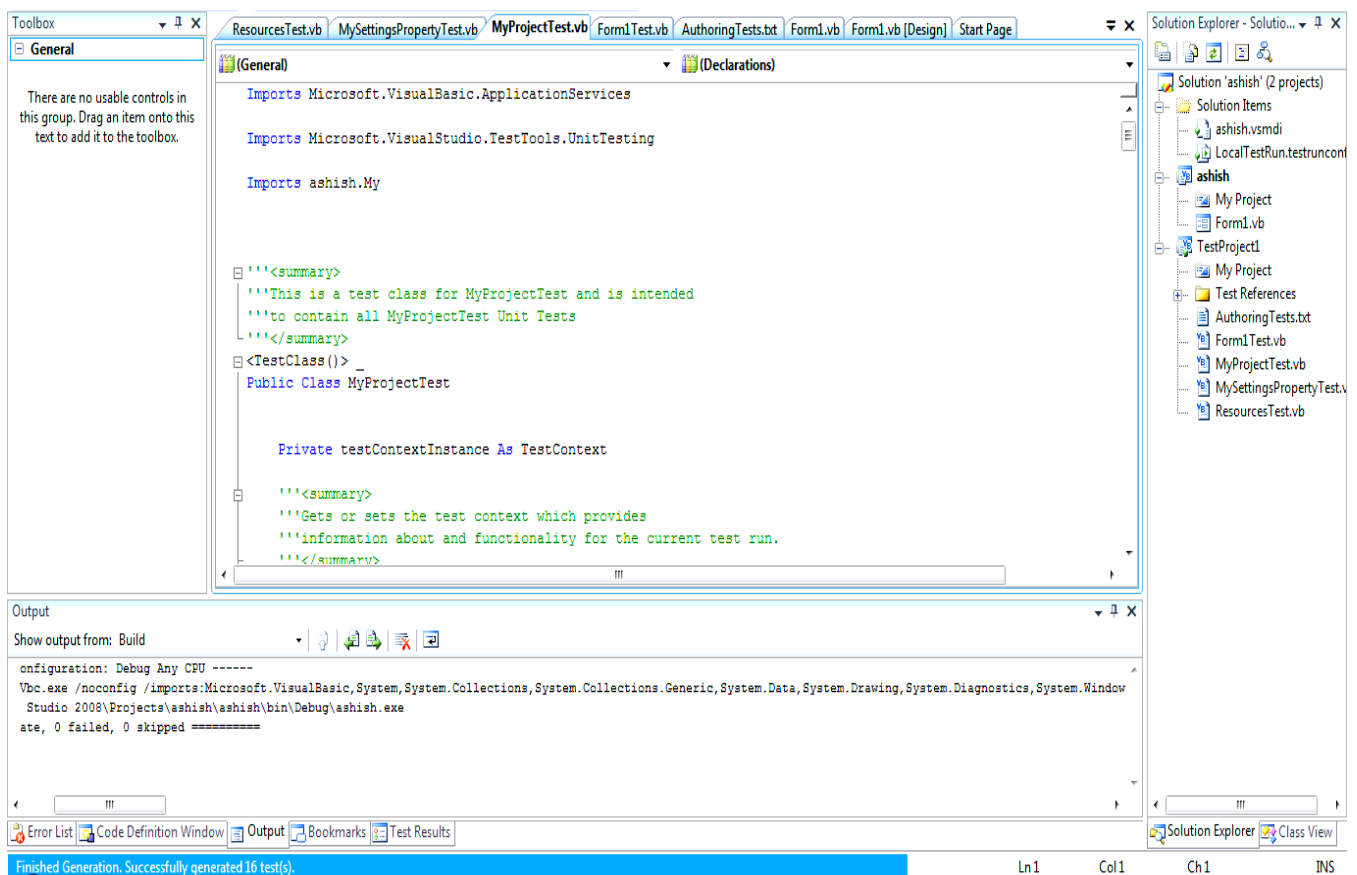 Toolbox
General
There are no usable controls in
this group. Drag an item onto this
text to add it to the toolbox.
ResourcesTest.vb MySettingsPropertyTest.vb MyProjectTest.vb Form1Test.vb AuthoringTests.txt Form1.vb Form1.vb [Design] Start Page
(General) (Declarations)
Imports Microsoft.VisualBasic.ApplicationServices
Imports Microsoft.VisualStudio.TestTools.UnitTesting
Imports ashish.My
'''<summary>
'''This is a test class for MyProjectTest and is intended
'''to contain all MyProjectTest Unit Tests
'''</summary>
<TestClass()> _
Public Class MyProjectTest
Private testContextInstance As TestContext
'''<summary>
'''Gets or sets the test context which provides
'''information about and functionality for the current test run.
'''</summary>
Solution Explorer - Solutio...
Solution 'ashish' (2 projects)
Solution Items
ashish.vsmdi
LocalTestRun.testrunconf
ashish
My Project
Form1.vb
TestProject1
My Project
Test References
AuthoringTests.txt
Form1Test.vb
MyProjectTest.vb
MySettingsPropertyTest.v
ResourcesTest.vb
Output
Show output from: Build
onfiguration: Debug Any CPU ------
Vbc.exe /noconfig /imports:Microsoft.VisualBasic,System,System.Collections,System.Collections.Generic,System.Data,System.Drawing,System.Diagnostics,System.Window
Studio 2008\Projects\ashish\ashish\bin\Debug\ashish.exe
ate, 0 failed, 0 skipped ==========
Error List Code Definition Window Output Bookmarks Test Results
Solution Explorer Class View
Finished Generation. Successfully generated 16 test(s). Ln 1 Col 1 Ch 1 INS